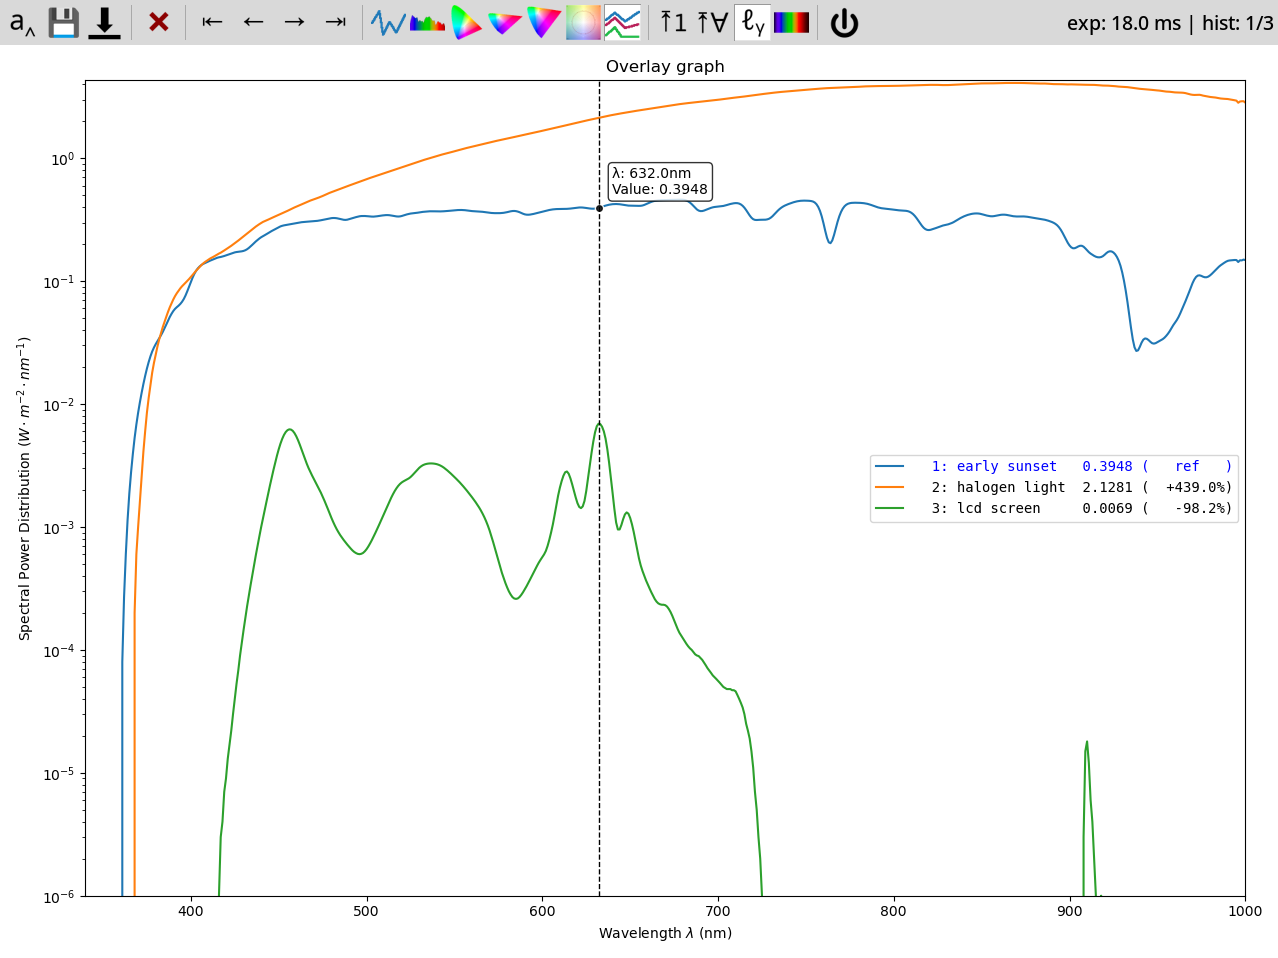 a^
⇤ ← → ⇥
⤒1 ⤒∀ ℓy
exp: 18.0 ms | hist: 1/3
Overlay graph
λ: 632.0nm
Value: 0.3948
1: early sunset 0.3948 ( ref )
2: halogen light 2.1281 ( +439.0%)
3: lcd screen 0.0069 ( -98.2%)
Spectral Power Distribution (W · m⁻² · nm⁻¹)
10⁰
10⁻¹
10⁻²
10⁻³
10⁻⁴
10⁻⁵
10⁻⁶
400 500 600 700 800 900 1000
Wavelength λ (nm)